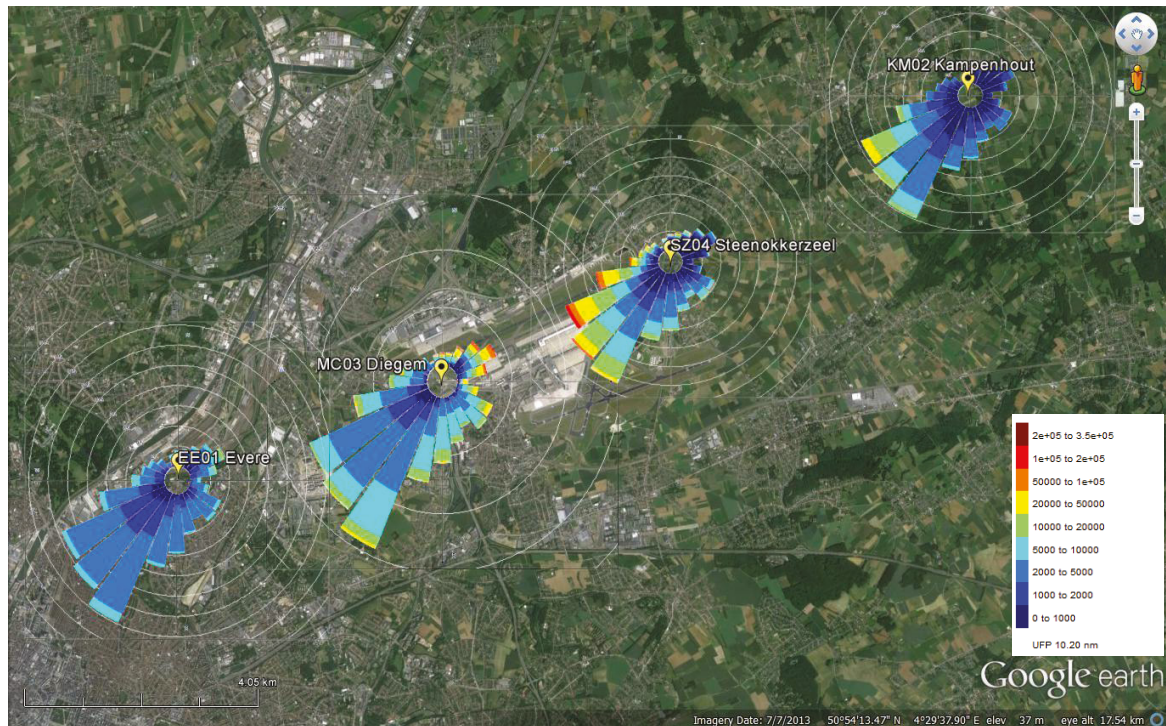 KM02 Kampenhout
SZ04 Steenokkerzeel
MC03 Diegem
EE01 Evere
2e+05 to 3.5e+05
1e+05 to 2e+05
50000 to 1e+05
20000 to 50000
10000 to 20000
5000 to 10000
2000 to 5000
1000 to 2000
0 to 1000
UFP 10.20 nm
4.05 km
Google earth
Imagery Date: 7/7/2013 50°54'13.47" N 4°29'37.90" E elev 37 m eye alt 17.54 km